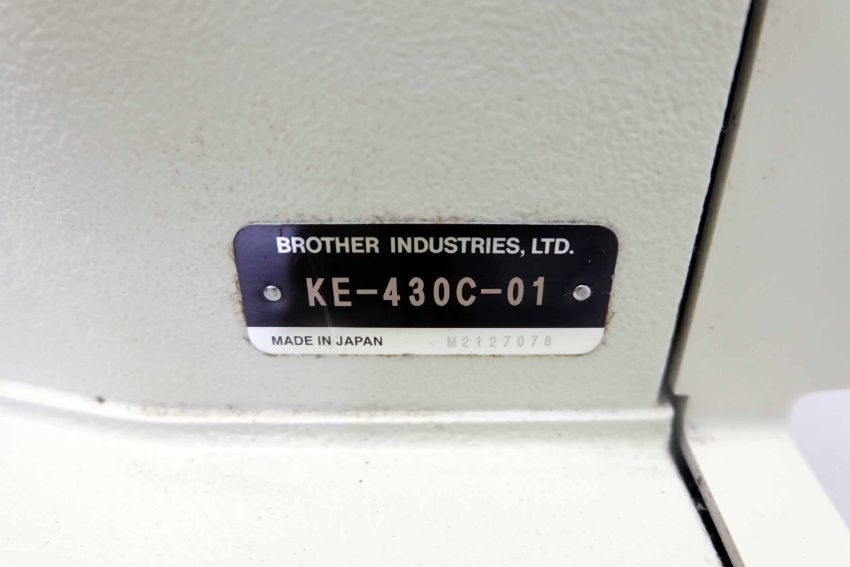 BROTHER INDUSTRIES, LTD.
KE-430C-01
MADE IN JAPAN M2127078